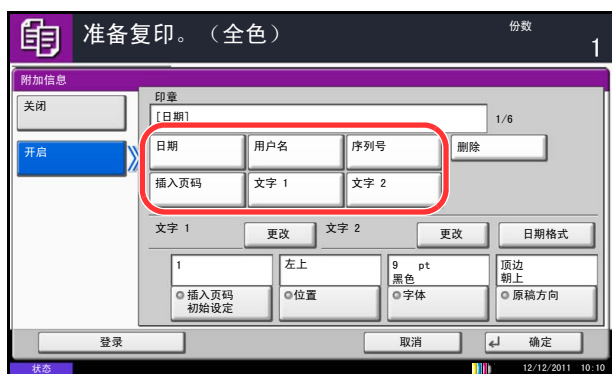 准备复印。（全色）
份数
1
附加信息
关闭
开启
印章
[日期]
1/6
日期
用户名
序列号
删除
插入页码
文字 1
文字 2
文字 1
更改
文字 2
更改
日期格式
1
插入页码
初始设定
左上
位置
9 pt
黑色
字体
顶边
朝上
原稿方向
登录
取消
确定
状态
12/12/2011 10:10